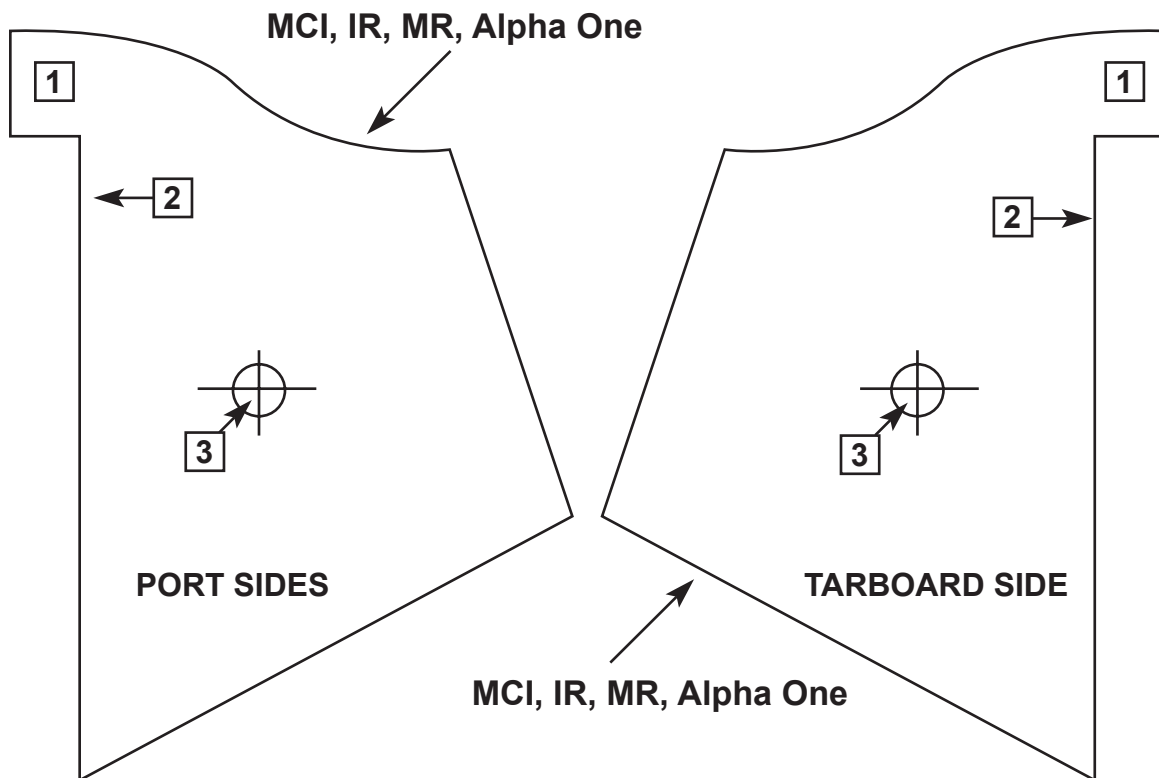 MCI, IR, MR, Alpha One
1
1
2
2
3
3
PORT SIDES
TARBOARD SIDE
MCI, IR, MR, Alpha One